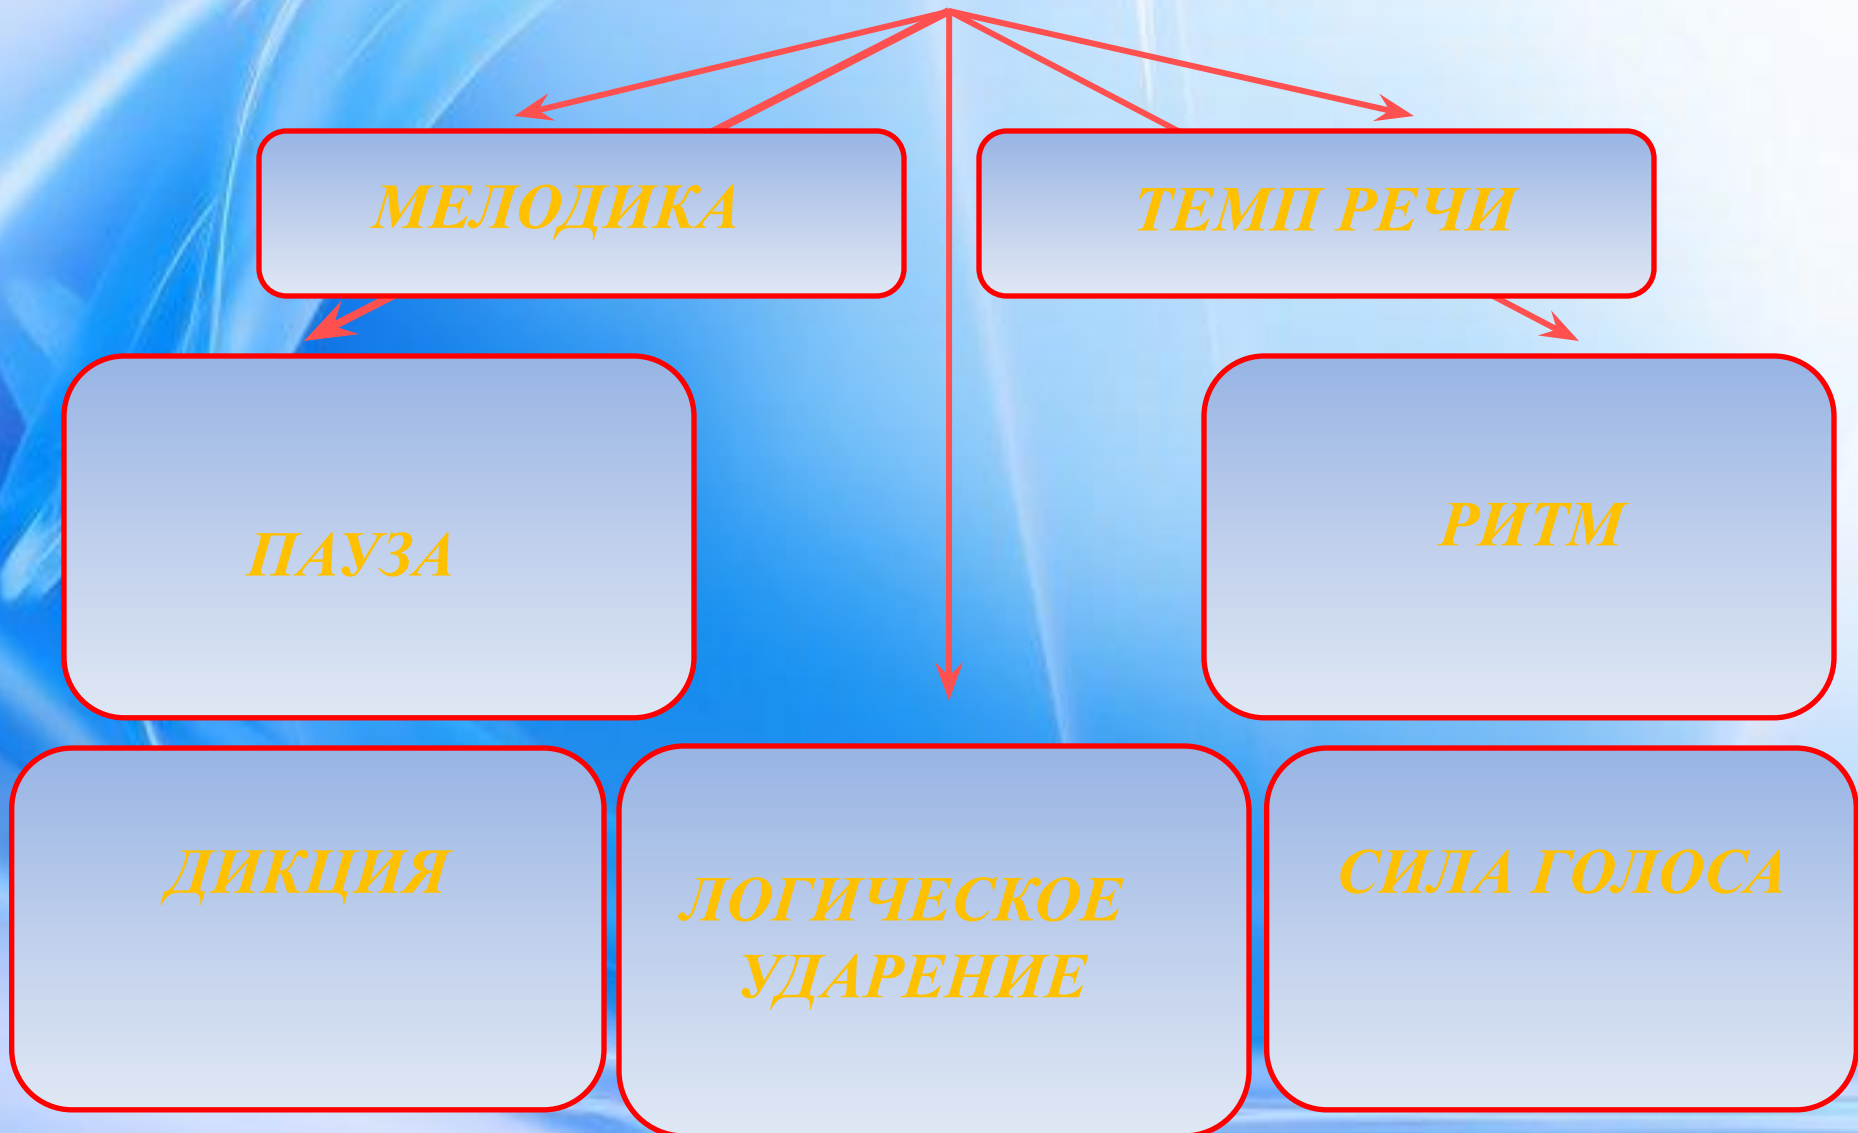 МЕЛОДИКА
ТЕМП РЕЧИ
ПАУЗА
РИТМ
ДИКЦИЯ
ЛОГИЧЕСКОЕ
УДАРЕНИЕ
СИЛА ГОЛОСА